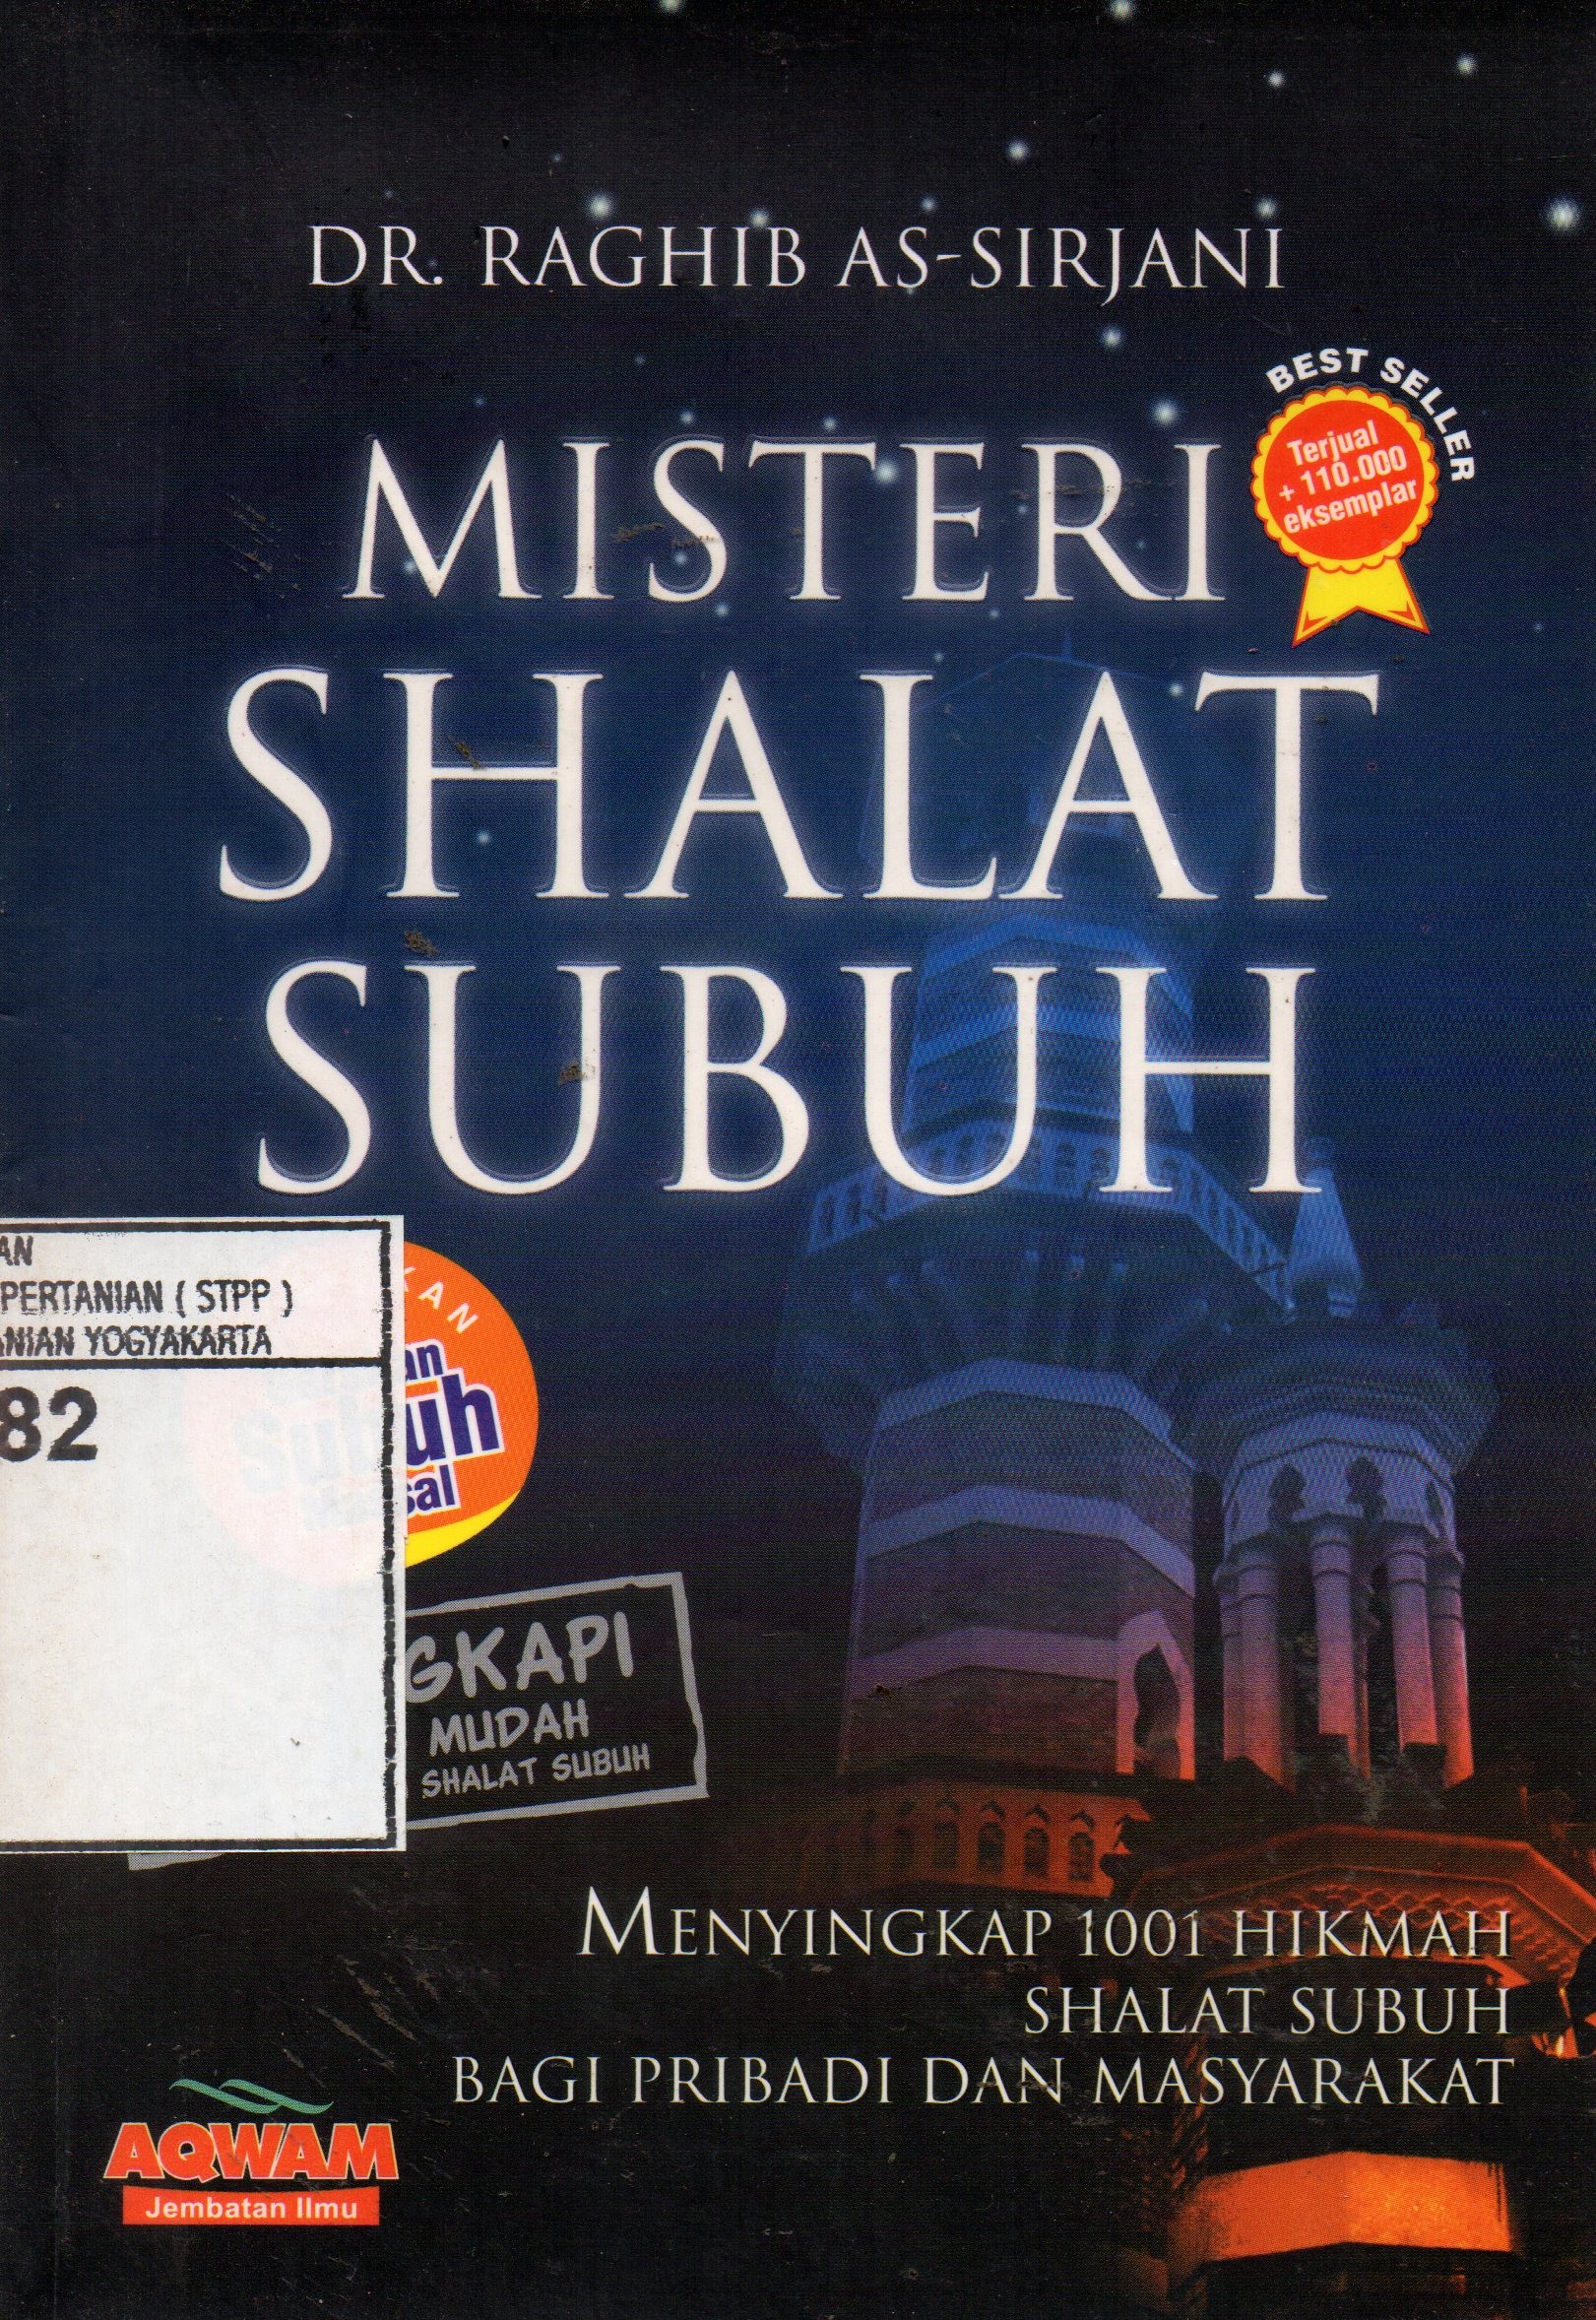 DR. RAGHIB AS-SIRJANI
BEST SELLER
Terjual
+ 110.000
eksemplar
MISTERI
SHALAT
SUBUH
PERTANIAN ( STPP )
YOGYAKARTA
82
MUDAH
SHALAT SUBUH
MENYINGKAP 1001 HIKMAH
SHALAT SUBUH
BAGI PRIBADI DAN MASYARAKAT
AQWAM
Jembatan Ilmu